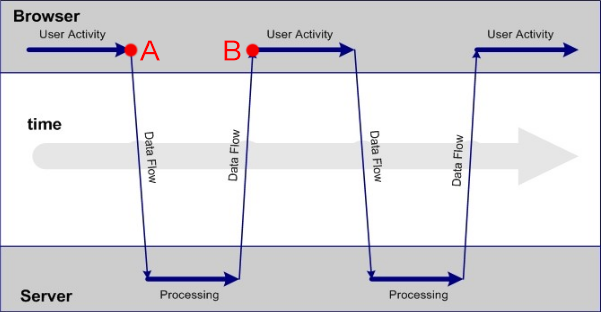 Browser
User Activity
User Activity
User Activity
A
B
time
Data Flow
Data Flow
Data Flow
Data Flow
Processing
Processing
Server